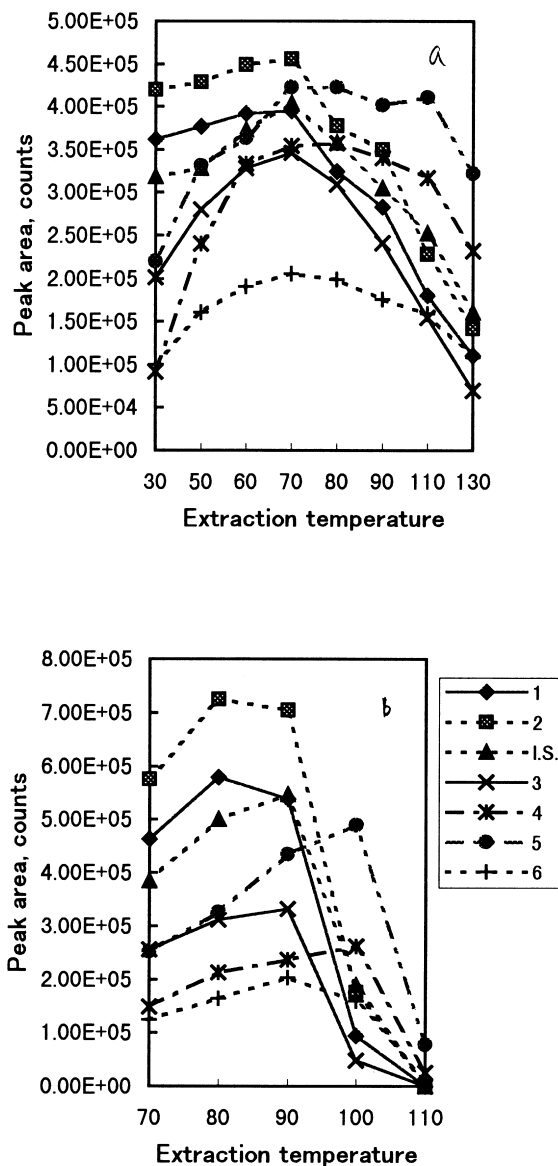 a
Peak area, counts
5.00E+05
4.50E+05
4.00E+05
3.50E+05
3.00E+05
2.50E+05
2.00E+05
1.50E+05
1.00E+05
5.00E+04
0.00E+00
30 50 60 70 80 90 110 130
Extraction temperature
b
Peak area, counts
8.00E+05
7.00E+05
6.00E+05
5.00E+05
4.00E+05
3.00E+05
2.00E+05
1.00E+05
0.00E+00
70 80 90 100 110
Extraction temperature
1
2
I.S.
3
4
5
6